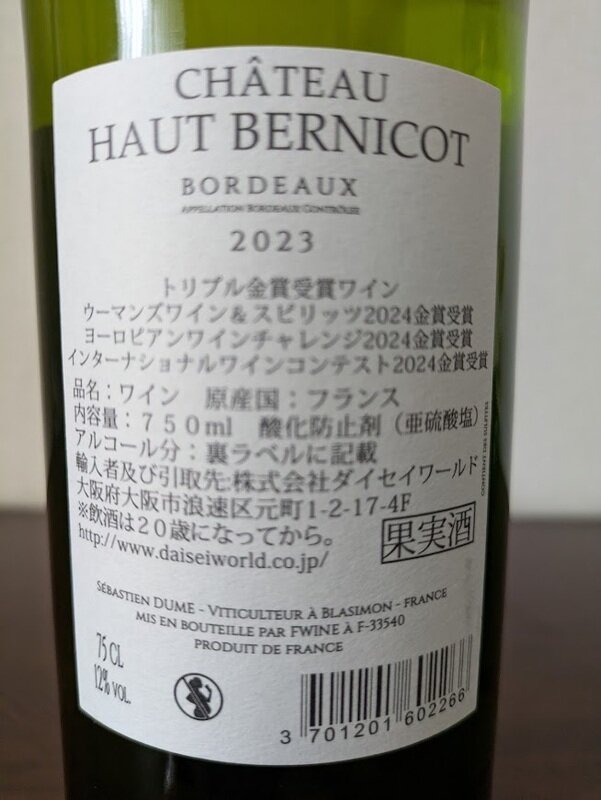 CHÂTEAU
HAUT BERNICOT
BORDEAUX
APPELLATION BORDEAUX CONTRÔLÉE
2023
トリプル金賞受賞ワイン
ウーマンズワイン&スピリッツ2024金賞受賞
ヨーロピアンワインチャレンジ2024金賞受賞
インターナショナルワインコンテスト2024金賞受賞
品名:ワイン 原産国:フランス
内容量:750ml 酸化防止剤(亜硫酸塩)
アルコール分:裏ラベルに記載
輸入者及び引取先:株式会社ダイセイワールド
大阪府大阪市浪速区元町1-2-17-4F
※飲酒は20歳になってから。
http://www.daiseiworld.co.jp/
果実酒
CONTIENT DES SULFITES
SÉBASTIEN DUME - VITICULTEUR À BLASIMON - FRANCE
MIS EN BOUTEILLE PAR FWINE À F-33540
PRODUIT DE FRANCE
75 CL
12% VOL.
3 701201 602266